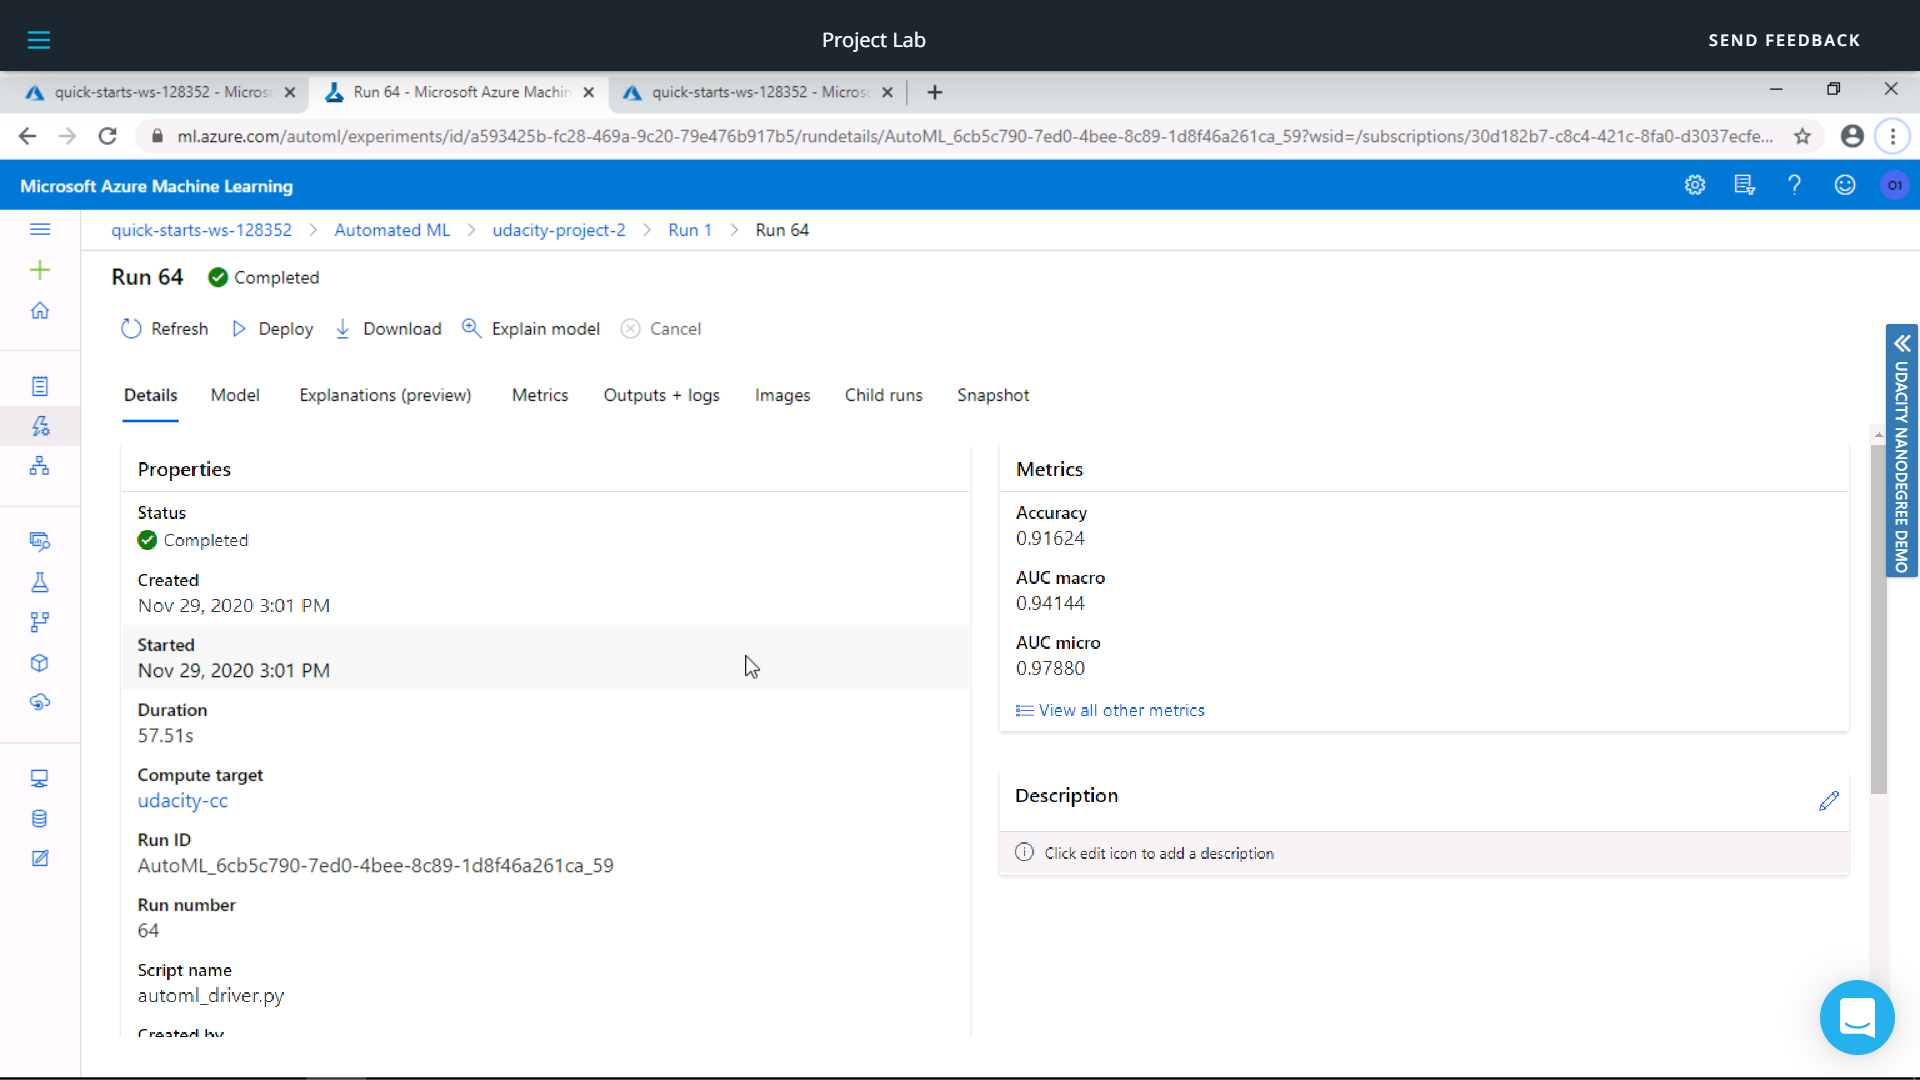 Project Lab
SEND FEEDBACK
quick-starts-ws-128352 - Micros
Run 64 - Microsoft Azure Machin
quick-starts-ws-128352 - Micros
ml.azure.com/automl/experiments/id/a593425b-fc28-469a-9c20-79e476b917b5/rundetails/AutoML_6cb5c790-7ed0-4bee-8c89-1d8f46a261ca_59?wsid=/subscriptions/30d182b7-c8c4-421c-8fa0-d3037ecfe...
Microsoft Azure Machine Learning
O1
quick-starts-ws-128352 > Automated ML > udacity-project-2 > Run 1 > Run 64
Run 64 Completed
Refresh Deploy Download Explain model Cancel
Details Model Explanations (preview) Metrics Outputs + logs Images Child runs Snapshot
Properties
Status
Completed
Created
Nov 29, 2020 3:01 PM
Started
Nov 29, 2020 3:01 PM
Duration
57.51s
Compute target
udacity-cc
Run ID
AutoML_6cb5c790-7ed0-4bee-8c89-1d8f46a261ca_59
Run number
64
Script name
automl_driver.py
Created by
Metrics
Accuracy
0.91624
AUC macro
0.94144
AUC micro
0.97880
View all other metrics
Description
Click edit icon to add a description
UDACITY NANODEGREE DEMO